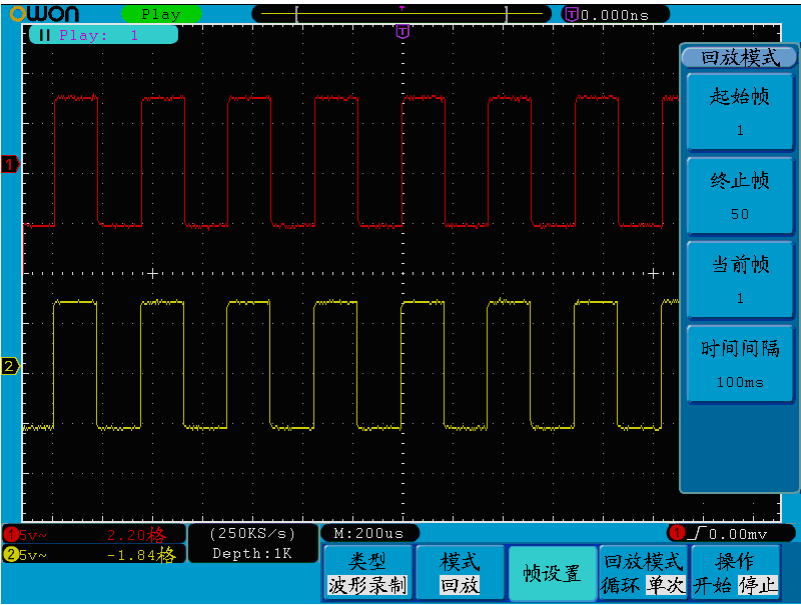 OWON Play T 0.000ns
Play: 1
T
回放模式
起始帧
1
终止帧
50
当前帧
1
时间间隔
100ms
1
2
1 5v~ 2.20格 (250KS/s) M:200us 1 0.00mv
2 5v~ -1.84格 Depth:1K
类型 模式 帧设置 回放模式 操作
波形录制 回放 循环 单次 开始 停止